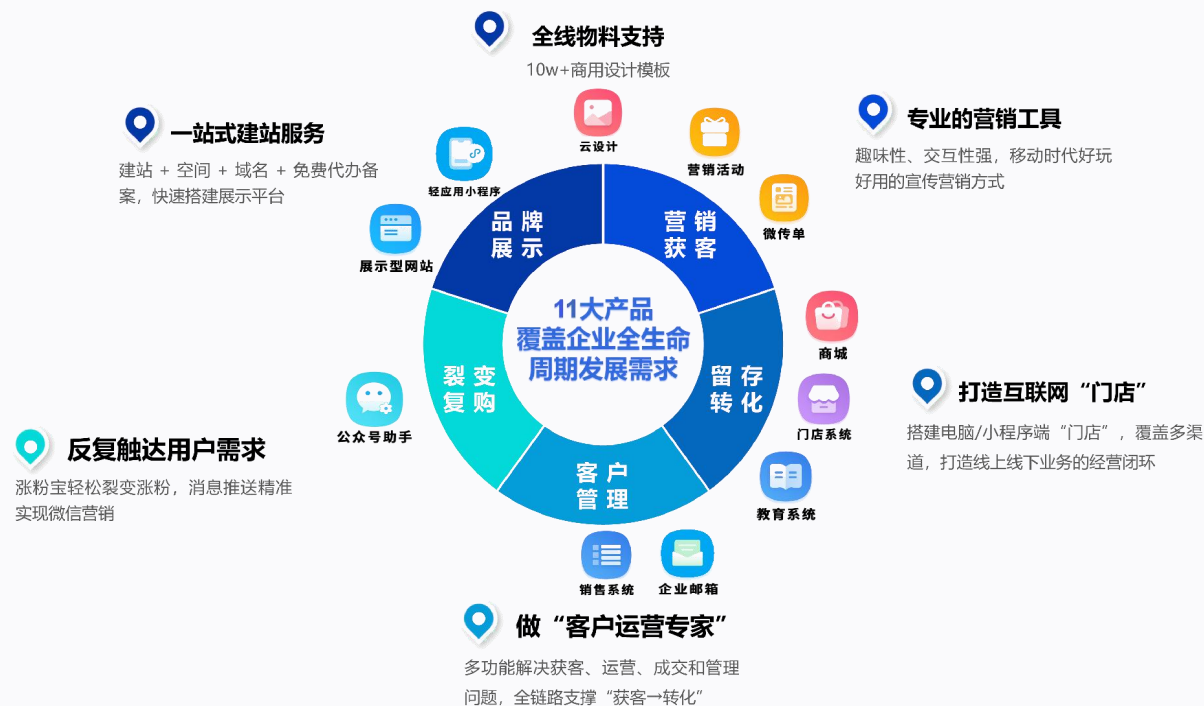 全线物料支持
10w+商用设计模板
一站式建站服务
建站 + 空间 + 域名 + 免费代办备
案，快速搭建展示平台
专业的营销工具
趣味性、交互性强，移动时代好玩
好用的宣传营销方式
云设计
营销活动
轻应用小程序
微传单
展示型网站
品牌
展示
营销
获客
11大产品
覆盖企业全生命
周期发展需求
商城
裂变
复购
留存
转化
门店系统
打造互联网“门店”
搭建电脑/小程序端“门店”，覆盖多渠
道，打造线上线下业务的经营闭环
公众号助手
反复触达用户需求
涨粉宝轻松裂变涨粉，消息推送精准
实现微信营销
客户
管理
教育系统
销售系统
企业邮箱
做“客户运营专家”
多功能解决获客、运营、成交和管理
问题，全链路支撑“获客→转化”